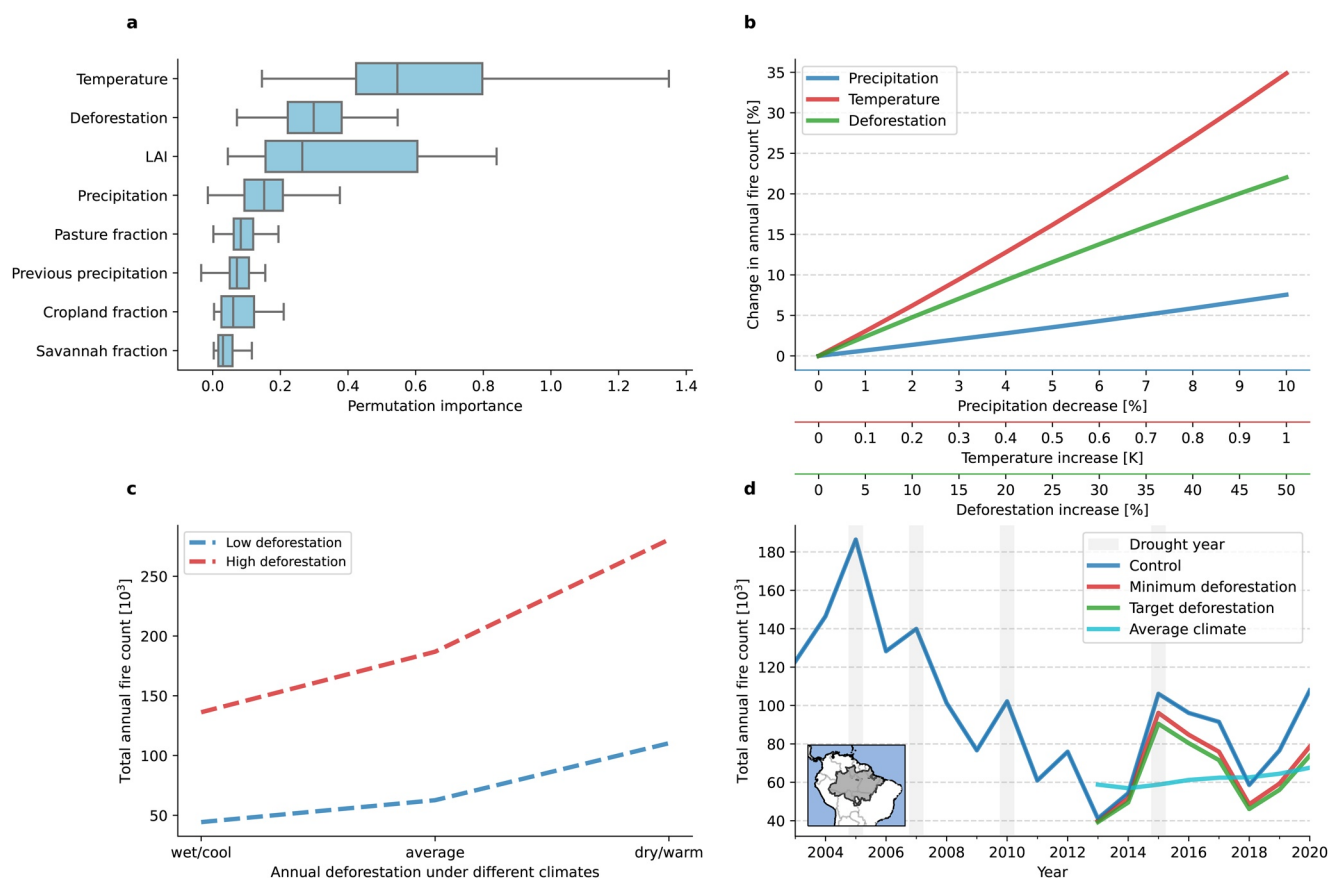 a
Temperature
Deforestation
LAI
Precipitation
Pasture fraction
Previous precipitation
Cropland fraction
Savannah fraction
0.0 0.2 0.4 0.6 0.8 1.0 1.2 1.4
Permutation importance
b
Change in annual fire count [%]
35
30
25
20
15
10
5
0
Precipitation
Temperature
Deforestation
0 1 2 3 4 5 6 7 8 9 10
Precipitation decrease [%]
0 0.1 0.2 0.3 0.4 0.5 0.6 0.7 0.8 0.9 1
Temperature increase [K]
0 5 10 15 20 25 30 35 40 45 50
Deforestation increase [%]
c
Total annual fire count [10³]
250
200
150
100
50
Low deforestation
High deforestation
wet/cool average dry/warm
Annual deforestation under different climates
d
Total annual fire count [10³]
180
160
140
120
100
80
60
40
Drought year
Control
Minimum deforestation
Target deforestation
Average climate
2004 2006 2008 2010 2012 2014 2016 2018 2020
Year